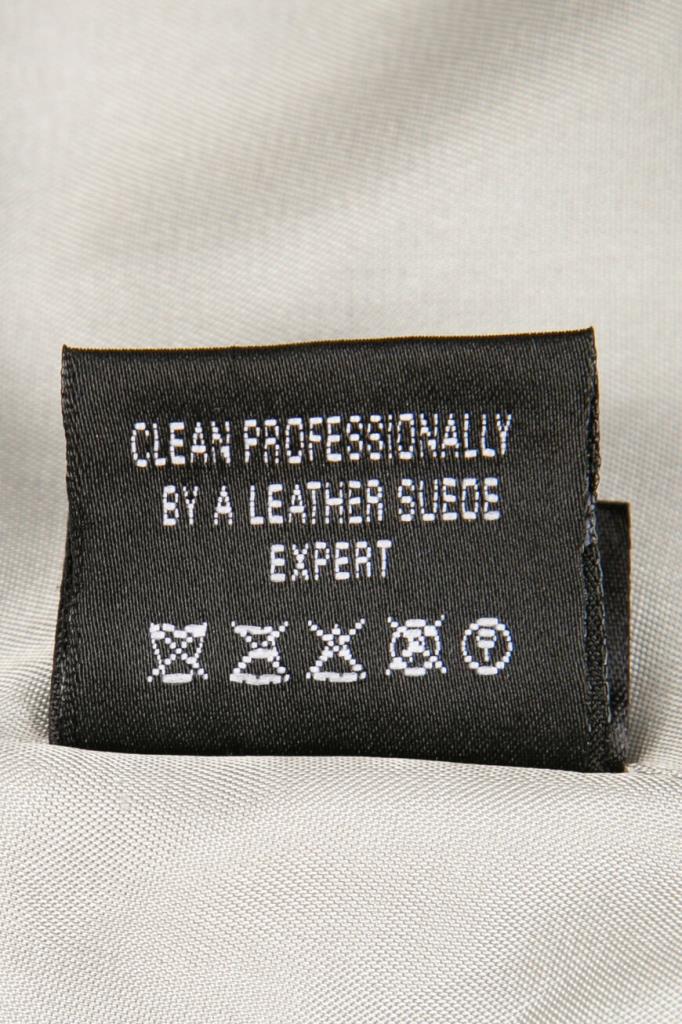 CLEAN PROFESSIONALLY
BY A LEATHER SUEDE
EXPERT